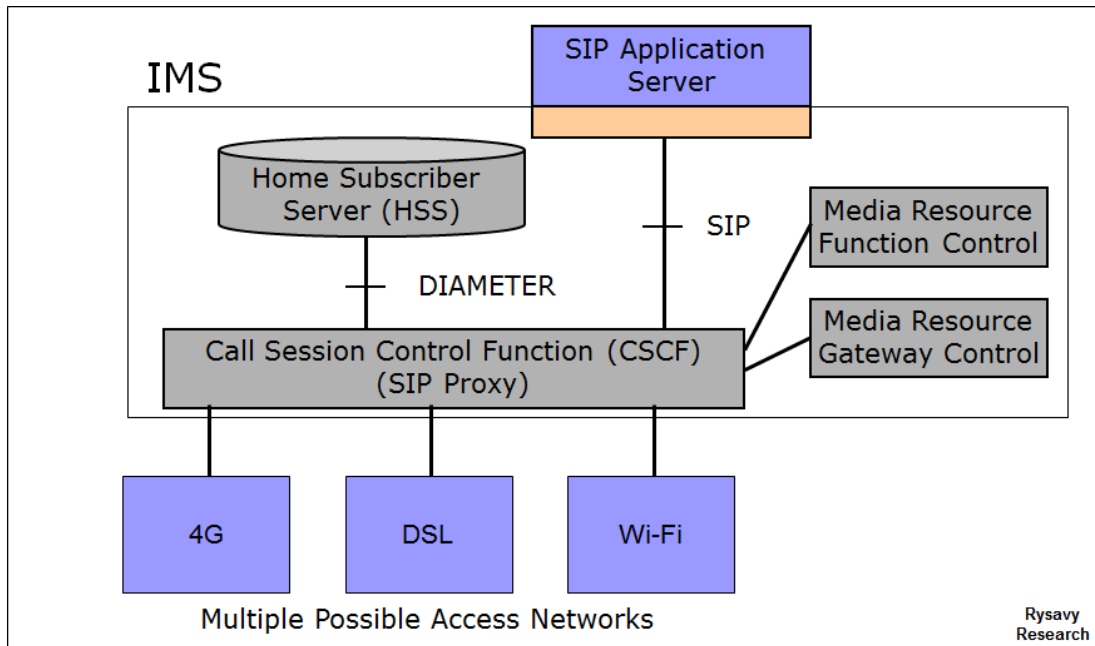 IMS
SIP Application
Server
Home Subscriber
Server (HSS)
SIP
Media Resource
Function Control
DIAMETER
Media Resource
Gateway Control
Call Session Control Function (CSCF)
(SIP Proxy)
4G
DSL
Wi-Fi
Multiple Possible Access Networks
Rysavy
Research